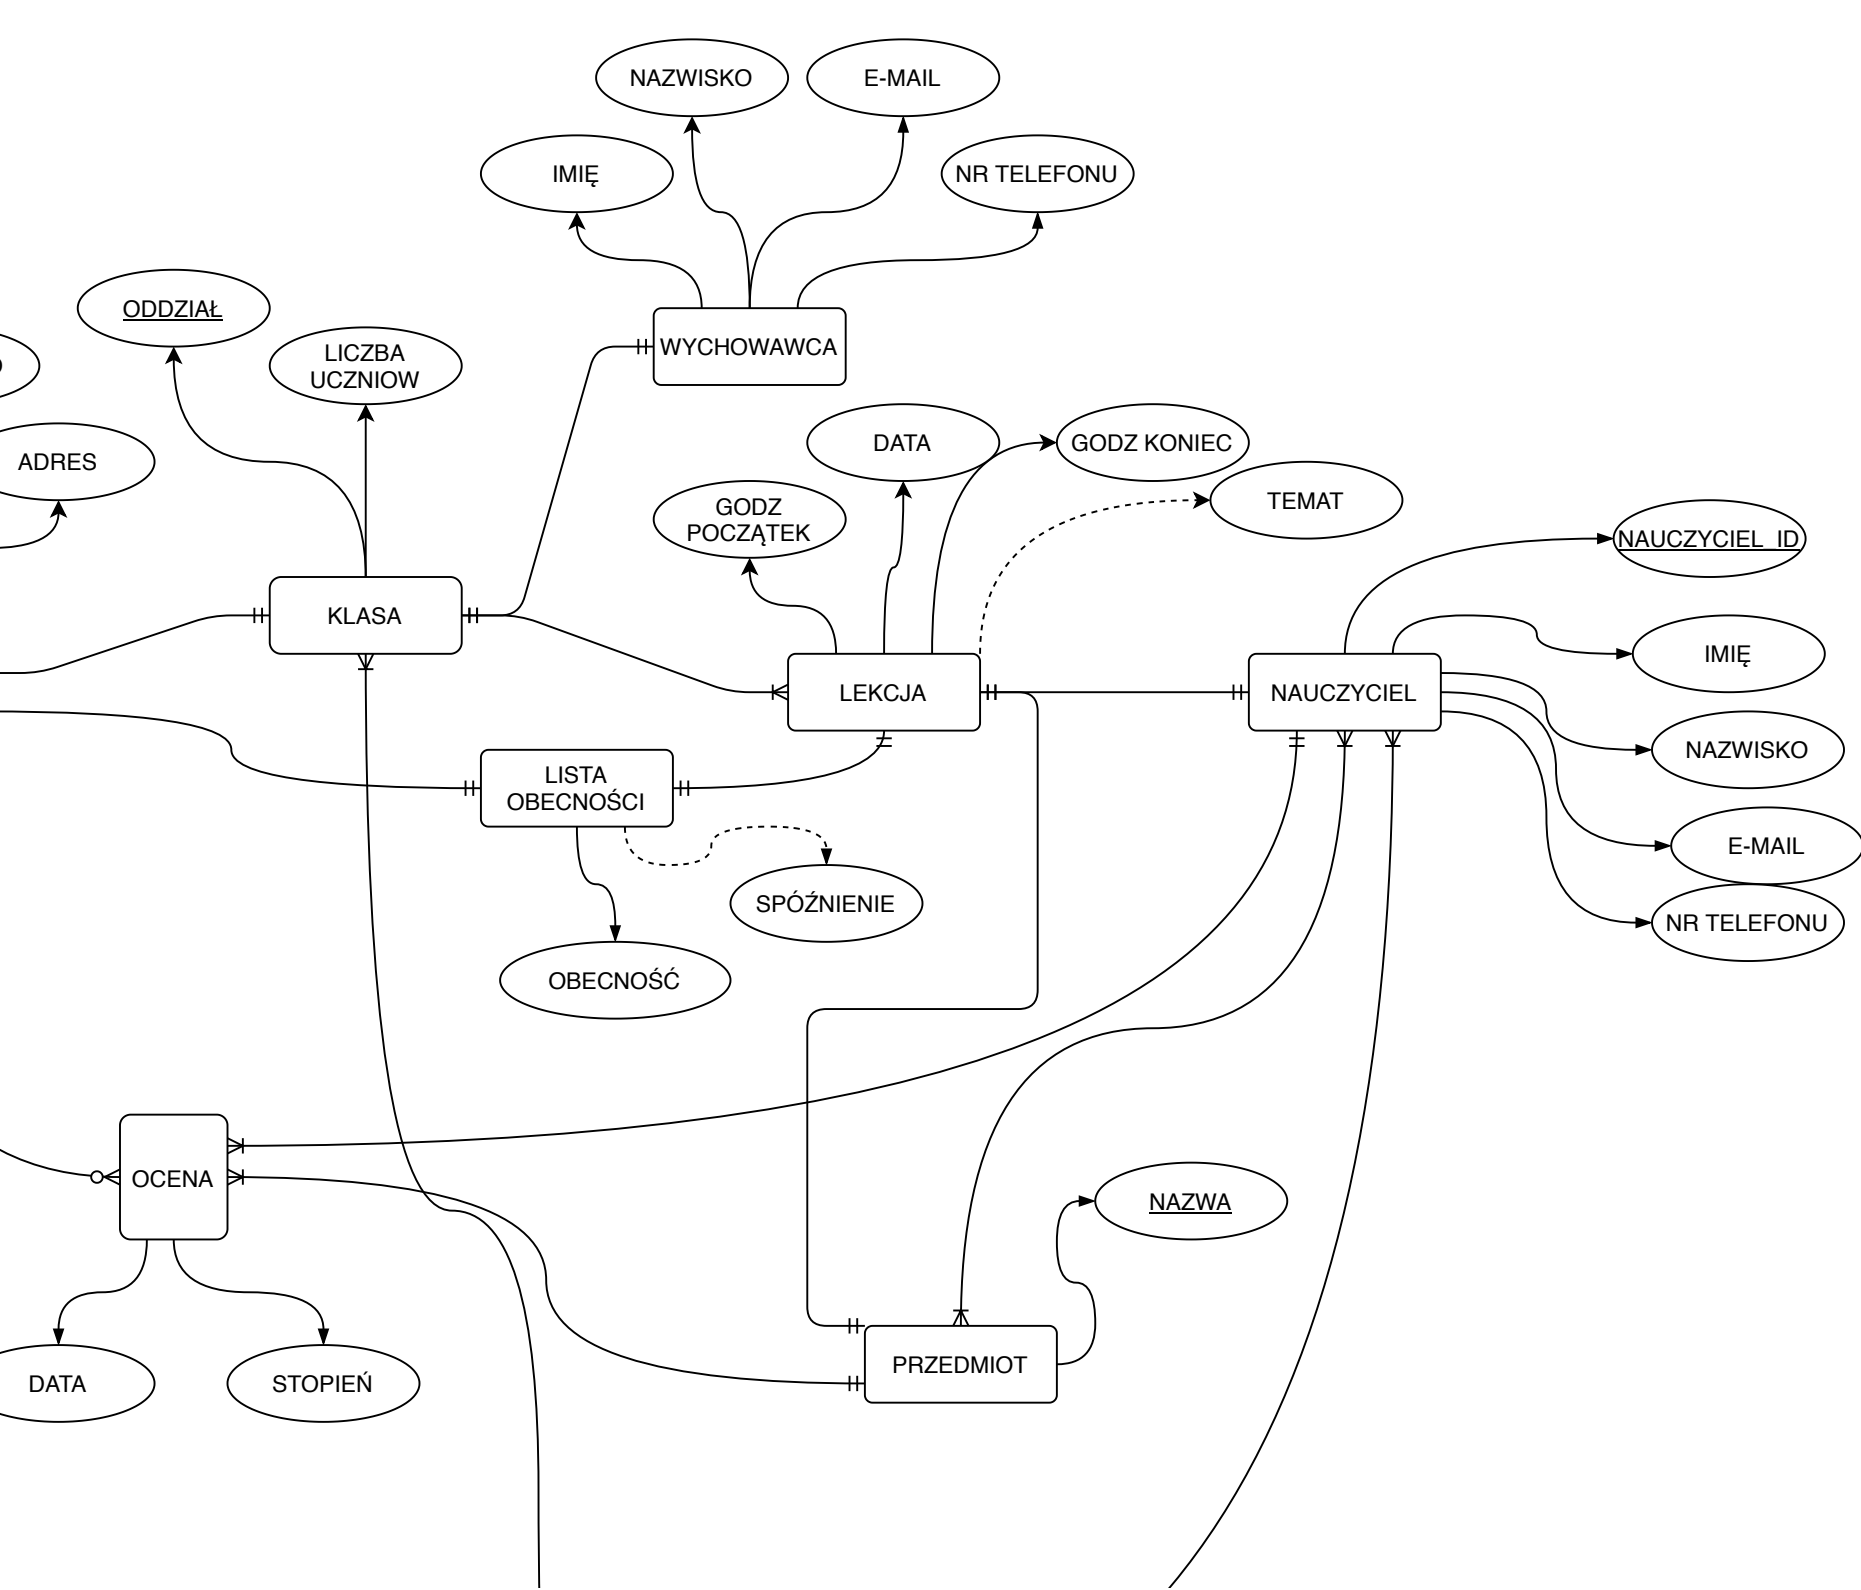 NAZWISKO
E-MAIL
IMIĘ
NR TELEFONU
ODDZIAŁ
LICZBA
UCZNIOW
WYCHOWAWCA
ADRES
DATA
GODZ KONIEC
TEMAT
GODZ
POCZĄTEK
NAUCZYCIEL_ID
KLASA
IMIĘ
LEKCJA
NAUCZYCIEL
NAZWISKO
LISTA
OBECNOŚCI
E-MAIL
SPÓŹNIENIE
NR TELEFONU
OBECNOŚĆ
OCENA
NAZWA
PRZEDMIOT
DATA
STOPIEŃ